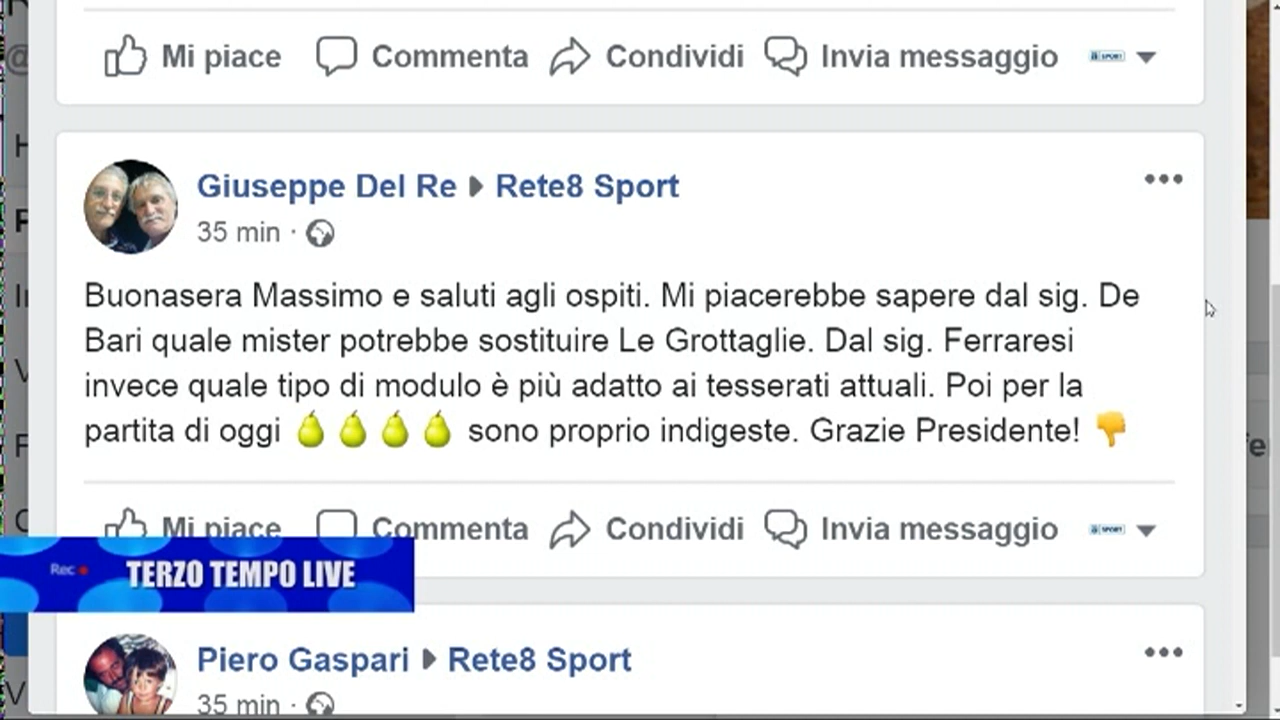 Mi piace Commenta Condividi Invia messaggio
Giuseppe Del Re Rete8 Sport
35 min ·
Buonasera Massimo e saluti agli ospiti. Mi piacerebbe sapere dal sig. De
Bari quale mister potrebbe sostituire Le Grottaglie. Dal sig. Ferraresi
invece quale tipo di modulo è più adatto ai tesserati attuali. Poi per la
partita di oggi 🍐🍐🍐🍐 sono proprio indigeste. Grazie Presidente! 👎
Mi piace Commenta Condividi Invia messaggio
Rec TERZO TEMPO LIVE
Piero Gaspari Rete8 Sport
35 min ·